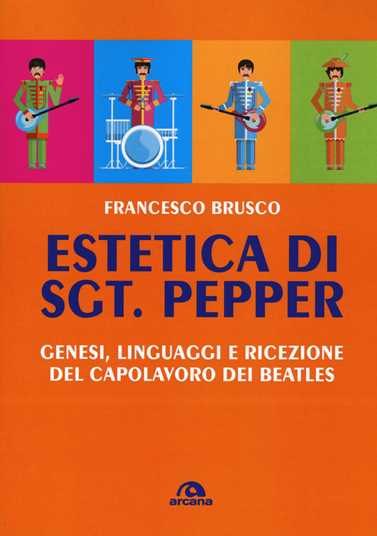 FRANCESCO BRUSCO
ESTETICA DI
SGT. PEPPER
GENESI, LINGUAGGI E RICEZIONE
DEL CAPOLAVORO DEI BEATLES
arcana